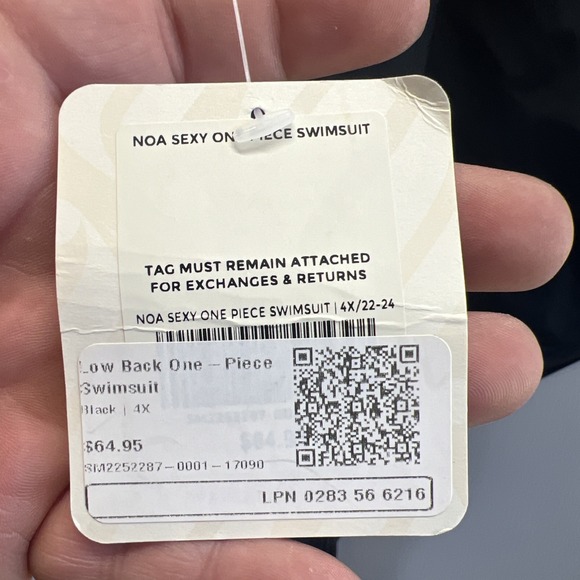 NOA SEXY ONE PIECE SWIMSUIT
TAG MUST REMAIN ATTACHED
FOR EXCHANGES & RETURNS
NOA SEXY ONE PIECE SWIMSUIT | 4X/22-24
Low Back One - Piece
Swimsuit
Black | 4X
$64.95
SM2252287-0001-17090
LPN 0283 56 6216